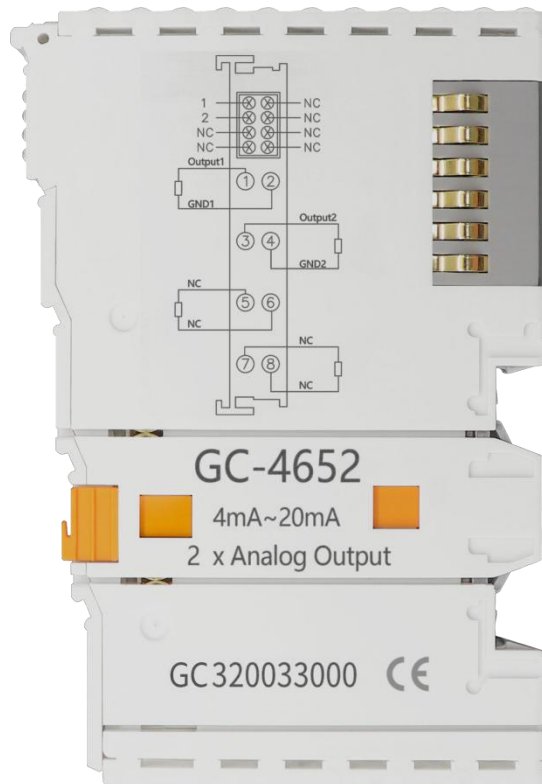 1 NC
2 NC
NC NC
NC NC
Output1
1 2
GND1
Output2
3 4
GND2
NC
5 6
NC
NC
7 8
NC
GC-4652
4mA~20mA
2 x Analog Output
GC320033000 CE